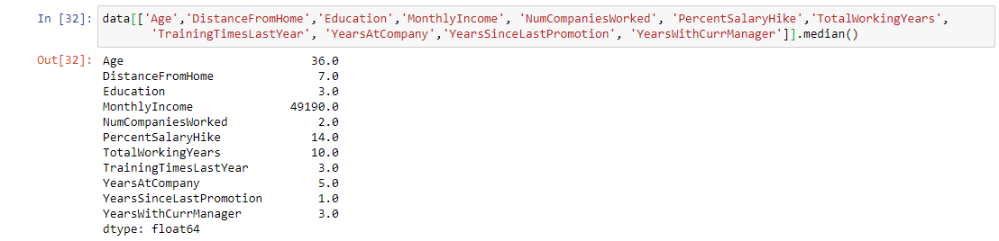 In [32]: data[['Age','DistanceFromHome','Education','MonthlyIncome', 'NumCompaniesWorked', 'PercentSalaryHike','TotalWorkingYears',
'TrainingTimesLastYear', 'YearsAtCompany','YearsSinceLastPromotion', 'YearsWithCurrManager']].median()
Out[32]: Age 36.0
DistanceFromHome 7.0
Education 3.0
MonthlyIncome 49190.0
NumCompaniesWorked 2.0
PercentSalaryHike 14.0
TotalWorkingYears 10.0
TrainingTimesLastYear 3.0
YearsAtCompany 5.0
YearsSinceLastPromotion 1.0
YearsWithCurrManager 3.0
dtype: float64